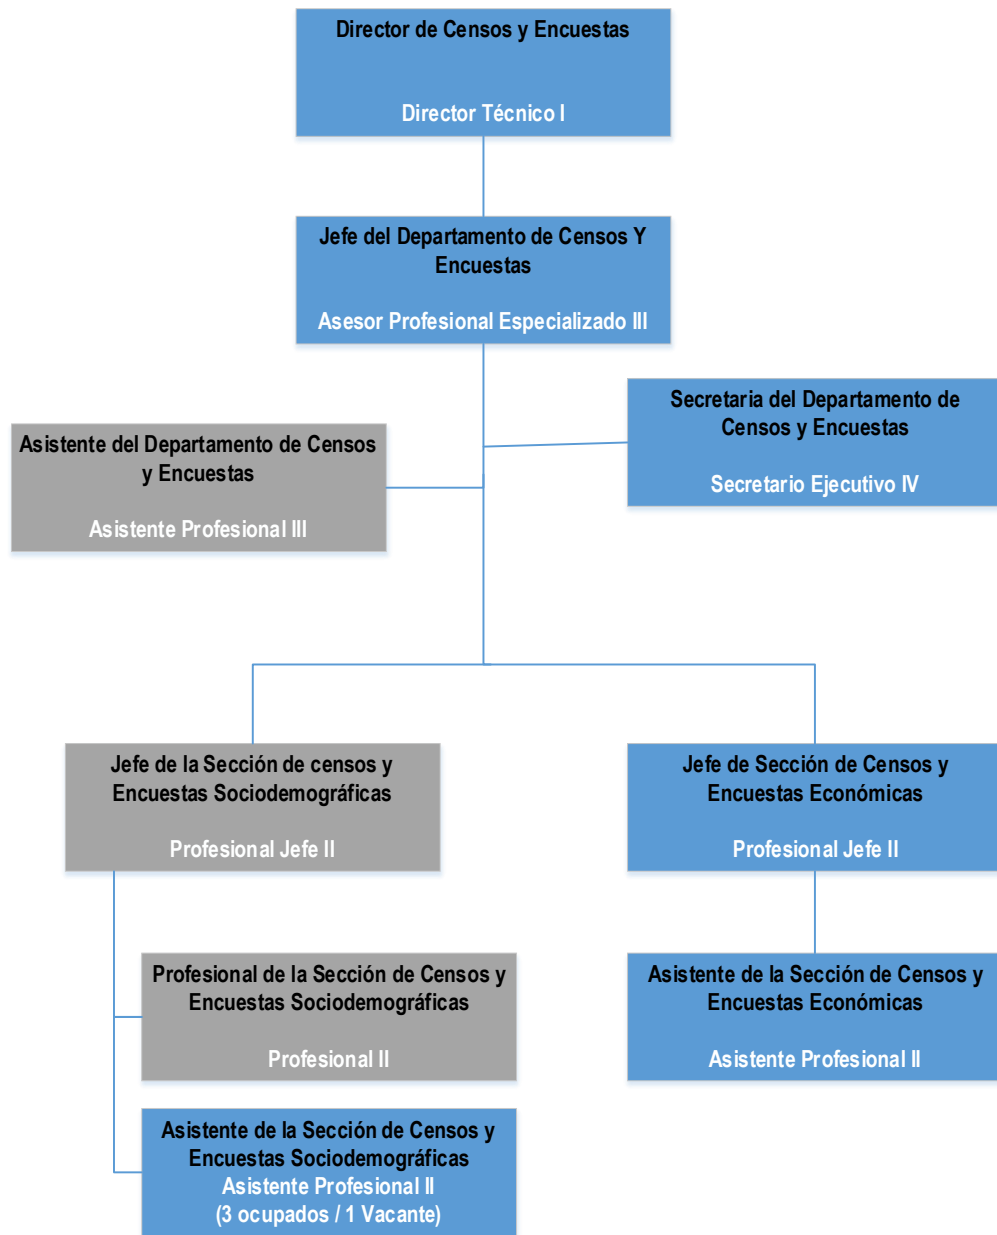 Director de Censos y Encuestas
Director Técnico I
Jefe del Departamento de Censos Y
Encuestas
Asesor Profesional Especializado III
Secretaria del Departamento de
Censos y Encuestas
Secretario Ejecutivo IV
Asistente del Departamento de Censos
y Encuestas
Asistente Profesional III
Jefe de la Sección de censos y
Encuestas Sociodemográficas
Profesional Jefe II
Jefe de Sección de Censos y
Encuestas Económicas
Profesional Jefe II
Profesional de la Sección de Censos y
Encuestas Sociodemográficas
Profesional II
Asistente de la Sección de Censos y
Encuestas Económicas
Asistente Profesional II
Asistente de la Sección de Censos y
Encuestas Sociodemográficas
Asistente Profesional II
(3 ocupados / 1 Vacante)